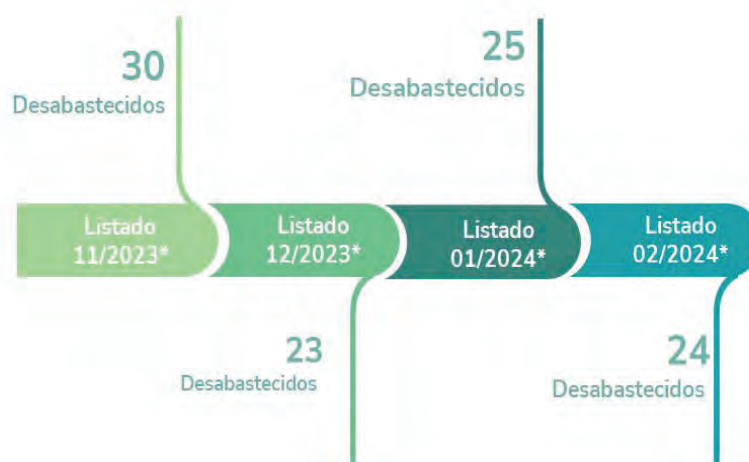 30
Desabastecidos
25
Desabastecidos
Listado
11/2023*
Listado
12/2023*
Listado
01/2024*
Listado
02/2024*
23
Desabastecidos
24
Desabastecidos